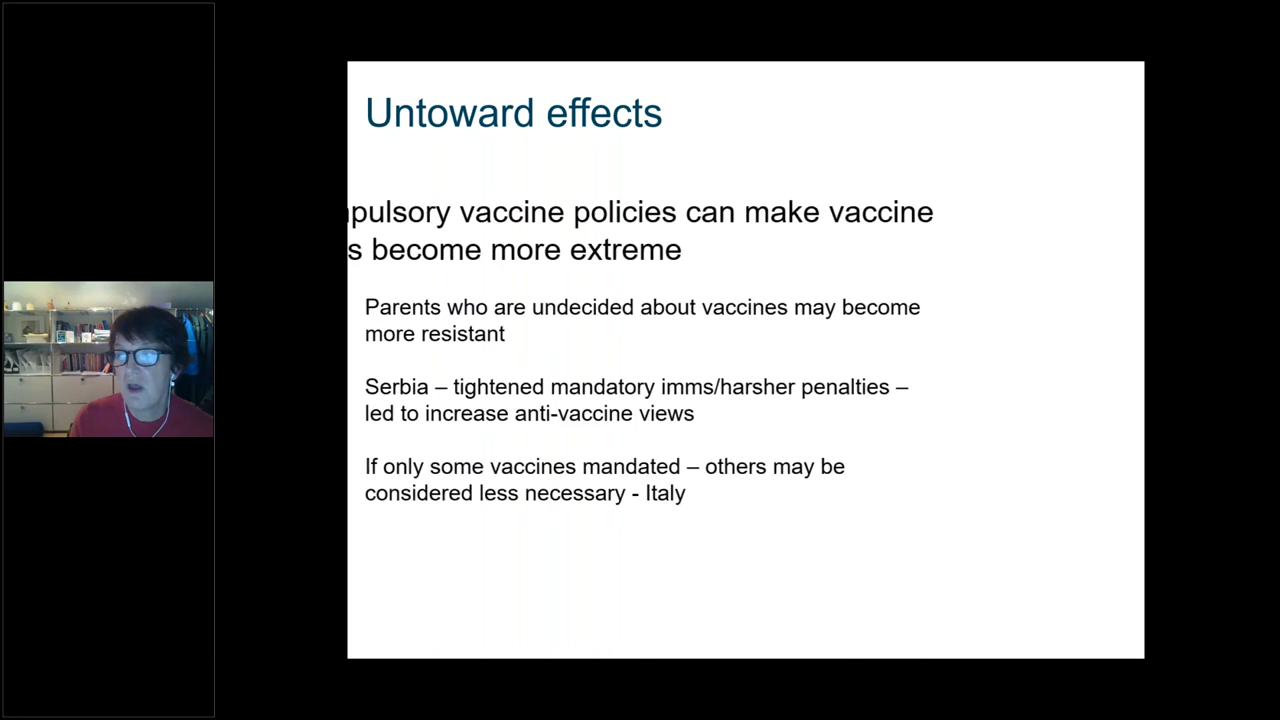 Untoward effects
vaccine policies can make vaccine
become more extreme
Parents who are undecided about vaccines may become
more resistant
Serbia – tightened mandatory imms/harsher penalties –
led to increase anti-vaccine views
If only some vaccines mandated – others may be
considered less necessary - Italy